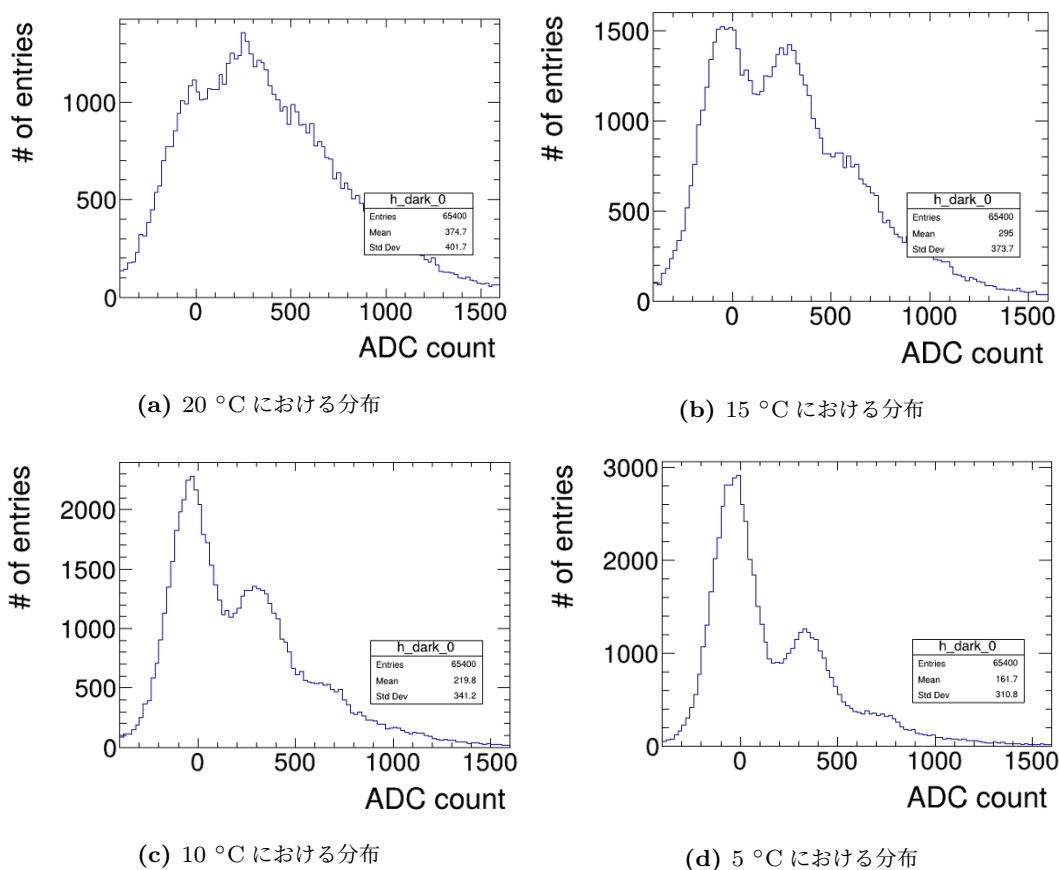 # of entries
1000
500
0
0
500
1000
1500
ADC count
h_dark_0
Entries 65400
Mean 374.7
Std Dev 401.7
(a) 20 °C における分布
# of entries
1500
1000
500
0
0
500
1000
1500
ADC count
h_dark_0
Entries 65400
Mean 295
Std Dev 373.7
(b) 15 °C における分布
# of entries
2000
1500
1000
500
0
0
500
1000
1500
ADC count
h_dark_0
Entries 65400
Mean 219.8
Std Dev 341.2
(c) 10 °C における分布
# of entries
3000
2000
1000
0
0
500
1000
1500
ADC count
h_dark_0
Entries 65400
Mean 161.7
Std Dev 310.8
(d) 5 °C における分布